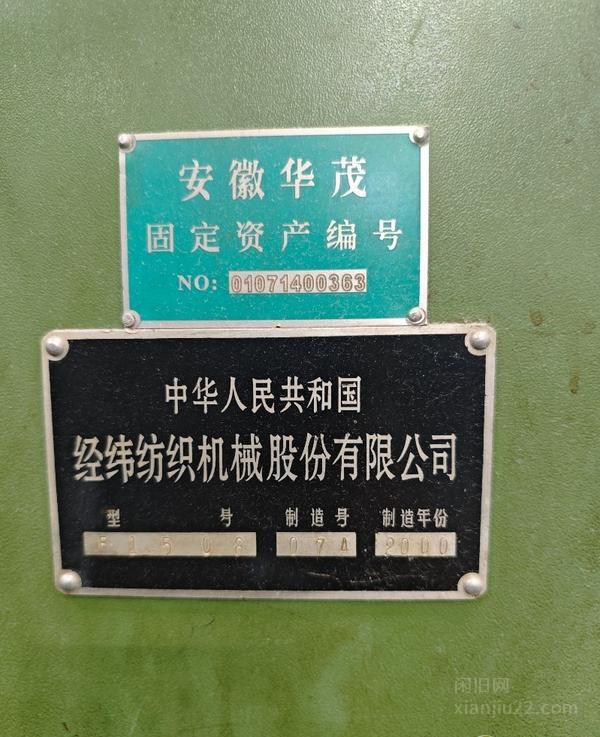 安徽华茂
固定资产编号
NO: 01071400363
中华人民共和国
经纬纺织机械股份有限公司
型号 制造号 制造年份
F1508 074 2000
闲旧网
xianjiu22.com